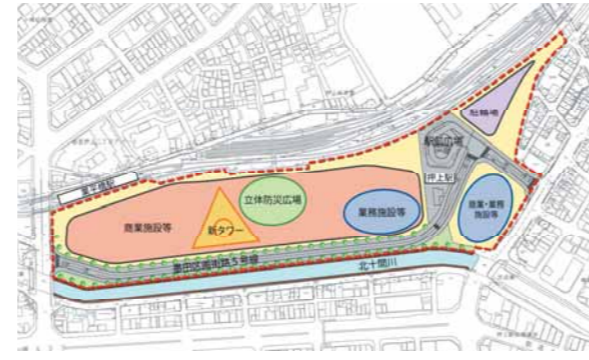 駐輪場
駅前広場
業平橋駅
押上駅
立体防災広場
業務施設等
商業・業務
施設等
商業施設等
新タワー
墨田区画街路5号線
北十間川